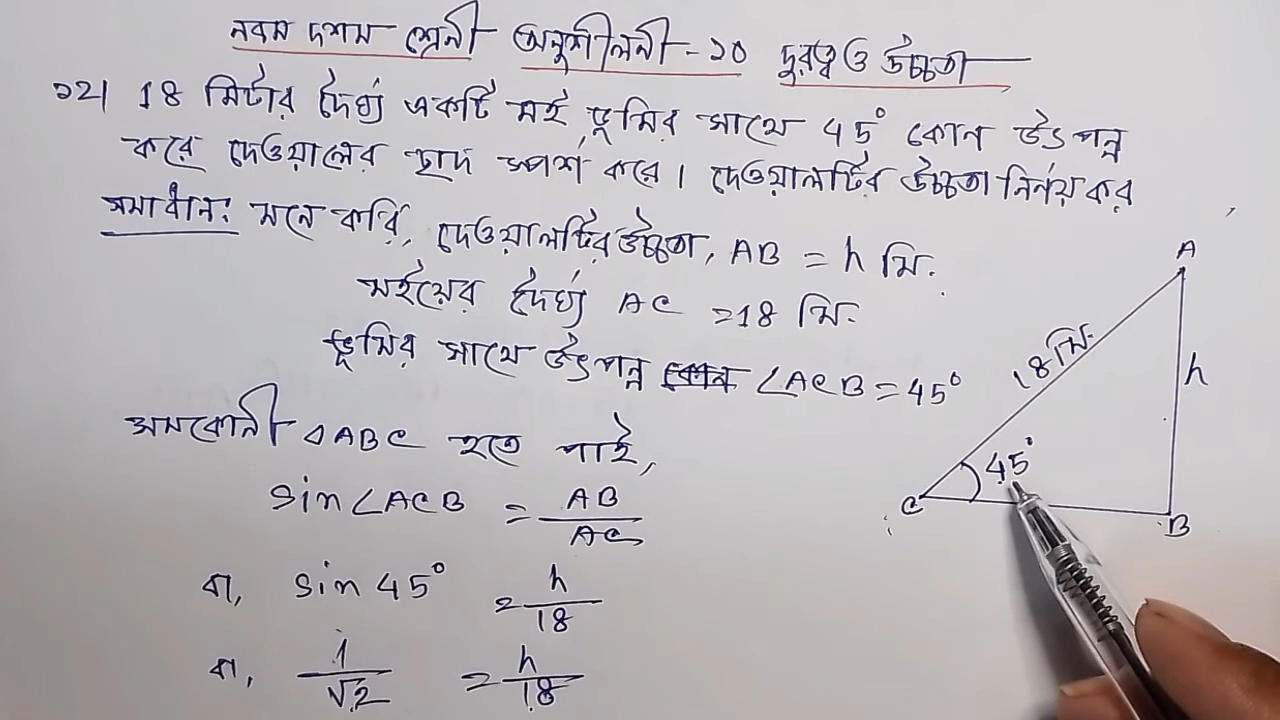 নবম দশম শ্রেনী অনুশীলনী-১০ দূরত্ব ও উচ্চতা
১২। 18 মিটার দৈর্ঘ্য একটি মই ভূমির সাথে 45° কোন উৎপন্ন
করে দেওয়ালের ছাদ স্পর্শ করে। দেওয়ালটির উচ্চতা নির্ণয় কর
সমাধান: মনে করি, দেওয়ালটির উচ্চতা, AB = h মি.
মইয়ের দৈর্ঘ্য AC = 18 মি.
ভূমির সাথে উৎপন্ন কোন ∠ACB = 45°
সমকোনী ΔABC হতে পাই,
sin∠ACB = AB/AC
বা, sin 45° = h/18
বা, 1/√2 = h/18
A
18 মি.
h
45°
C
B